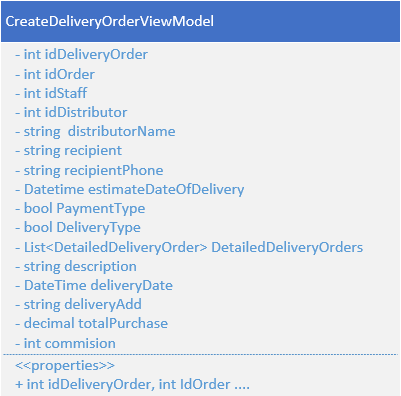 CreateDeliveryOrderViewModel
- int idDeliveryOrder
- int idOrder
- int idStaff
- int idDistributor
- string  distributorName
- string recipient
- string recipientPhone
- Datetime estimateDateOfDelivery
- bool PaymentType
- bool DeliveryType
- List<DetailedDeliveryOrder> DetailedDeliveryOrders
- string description
- DateTime deliveryDate
- string deliveryAdd
- decimal totalPurchase
- int commision
<<properties>>
+ int idDeliveryOrder, int IdOrder ....